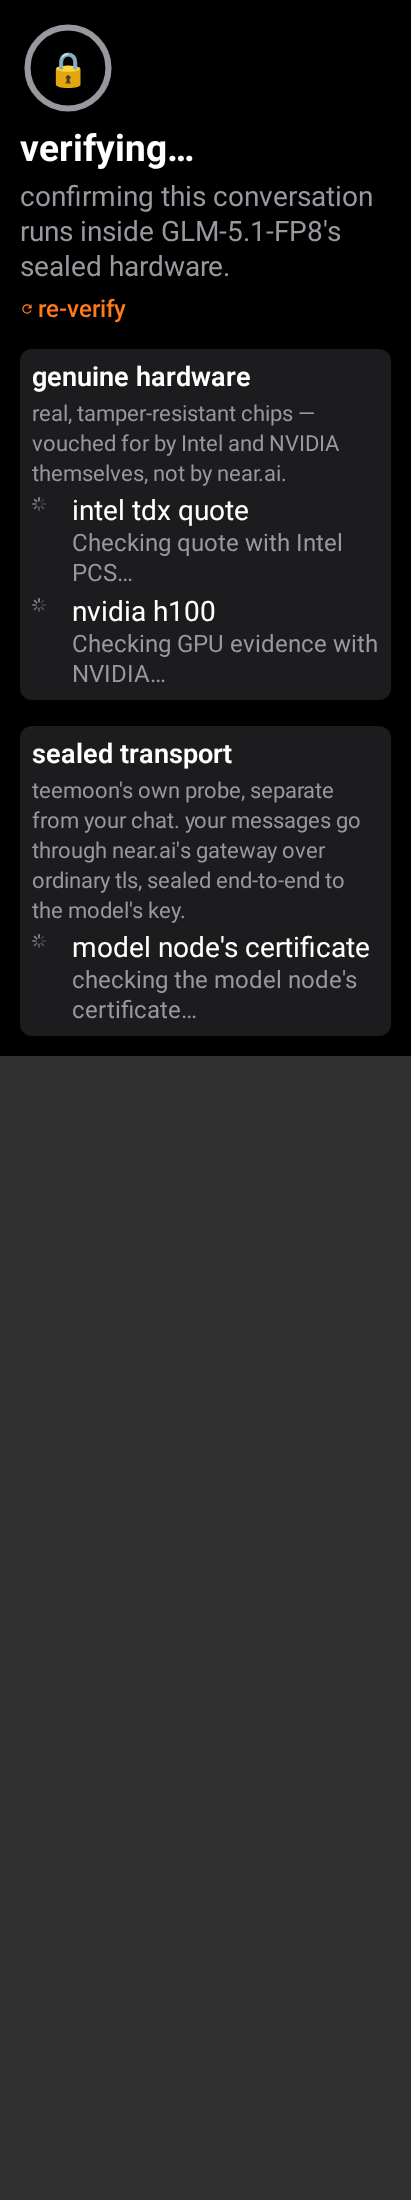 verifying…
confirming this conversation
runs inside GLM-5.1-FP8's
sealed hardware.
re-verify
genuine hardware
real, tamper-resistant chips —
vouched for by Intel and NVIDIA
themselves, not by near.ai.
intel tdx quote
Checking quote with Intel
PCS…
nvidia h100
Checking GPU evidence with
NVIDIA…
sealed transport
teemoon's own probe, separate
from your chat. your messages go
through near.ai's gateway over
ordinary tls, sealed end-to-end to
the model's key.
model node's certificate
checking the model node's
certificate…